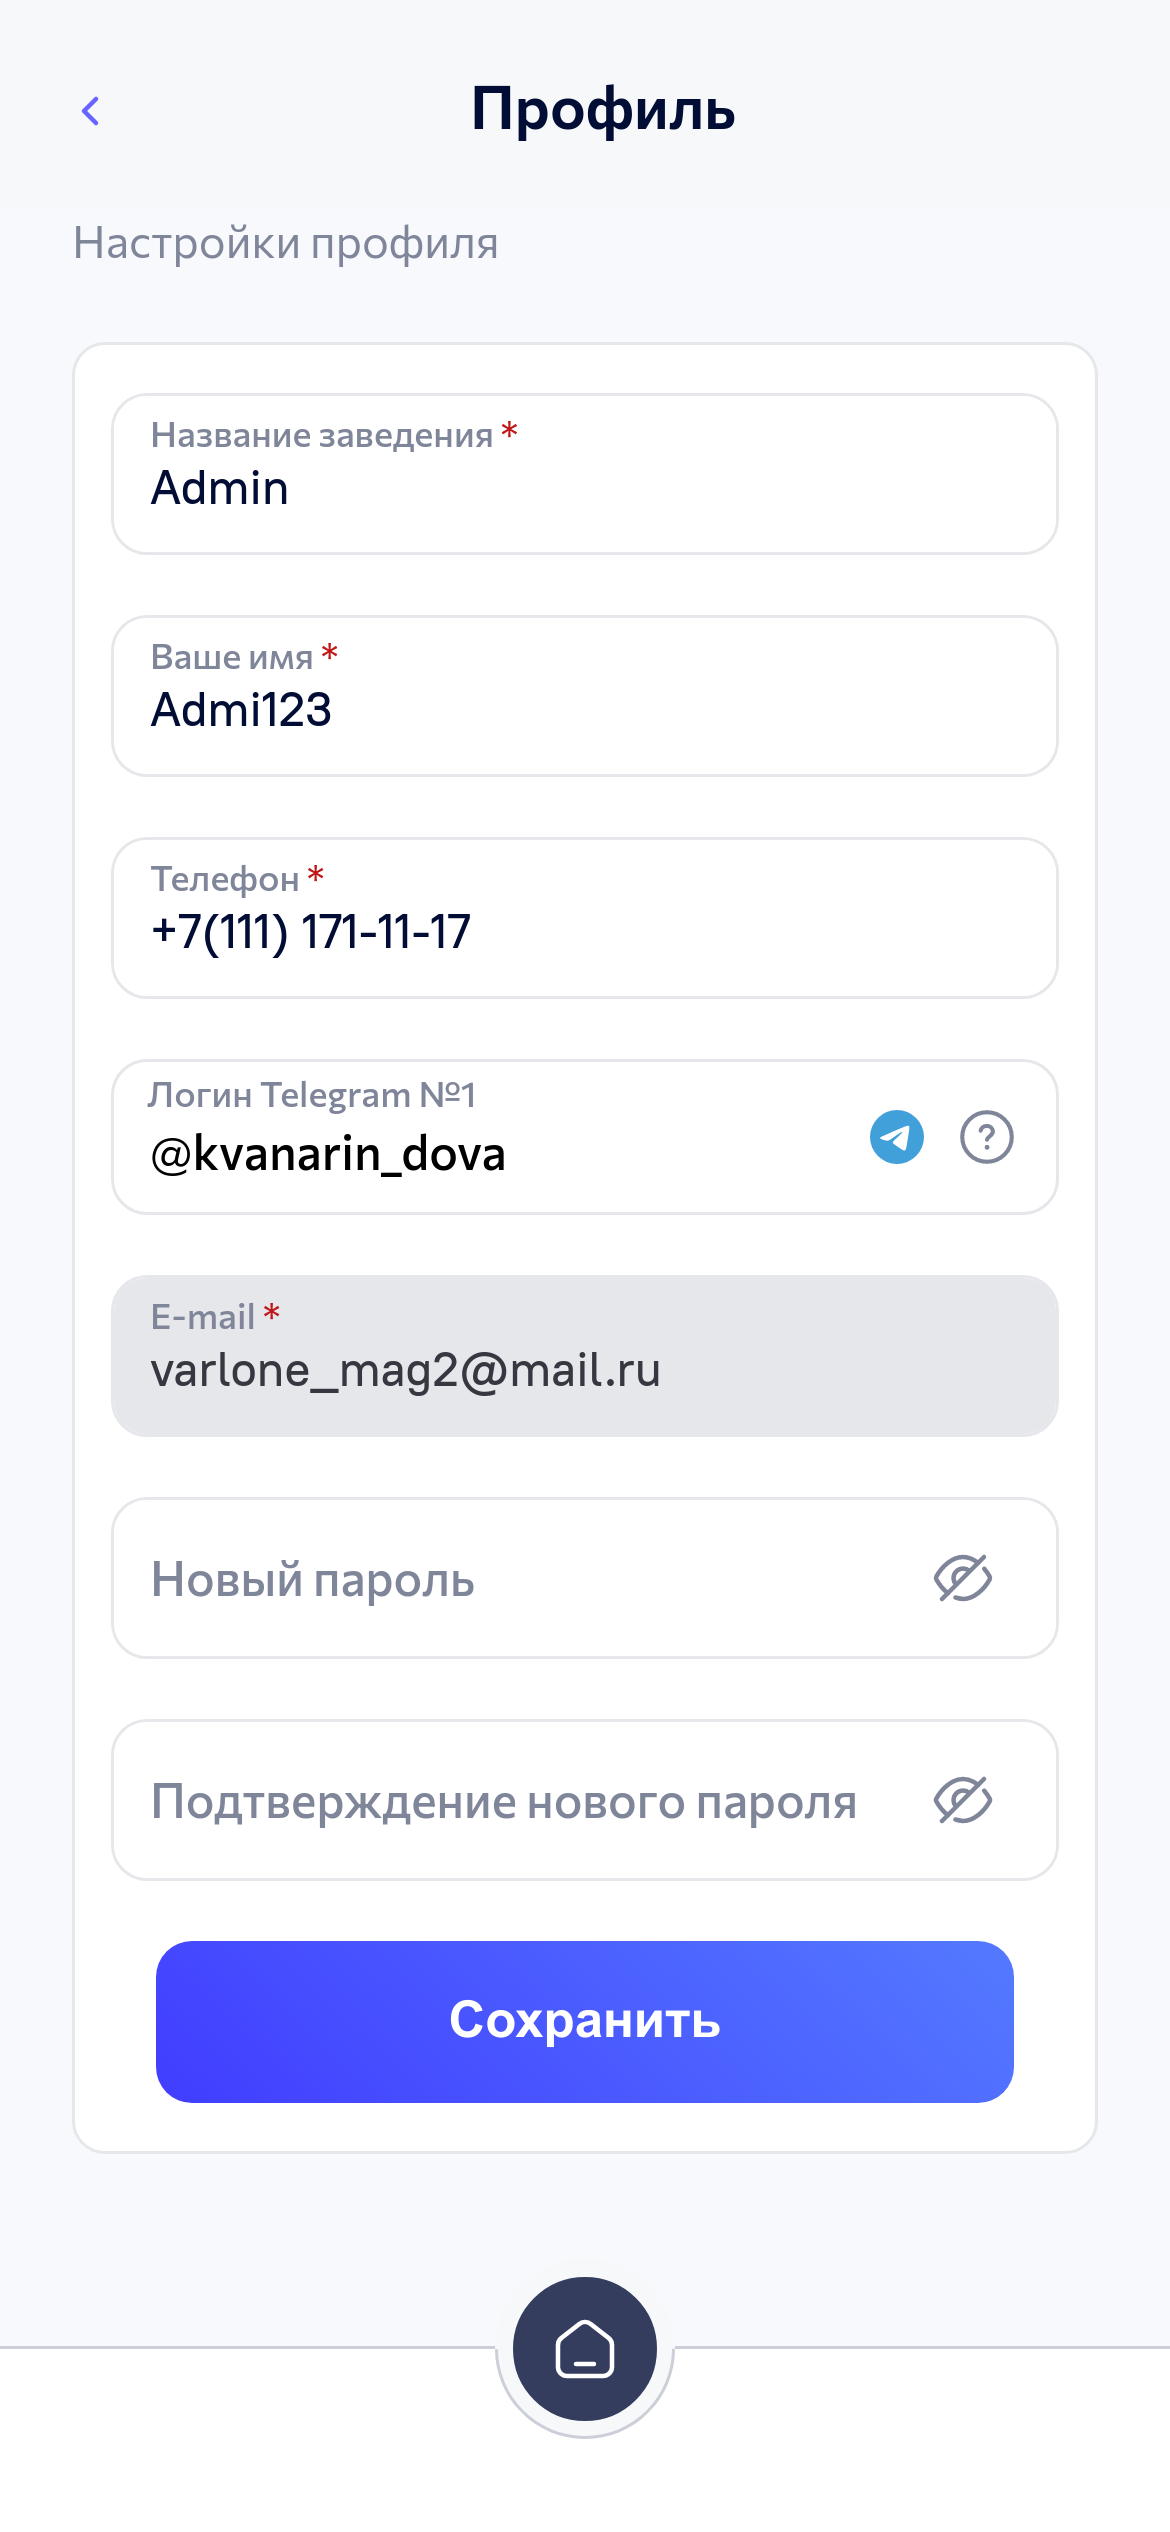 Профиль
Настройки профиля
Название заведения *
Admin
Ваше имя *
Admi123
Телефон *
+7(111) 171-11-17
Логин Telegram №1
@kvanarin_dova
E-mail *
varlone_mag2@mail.ru
Новый пароль
Подтверждение нового пароля
Сохранить